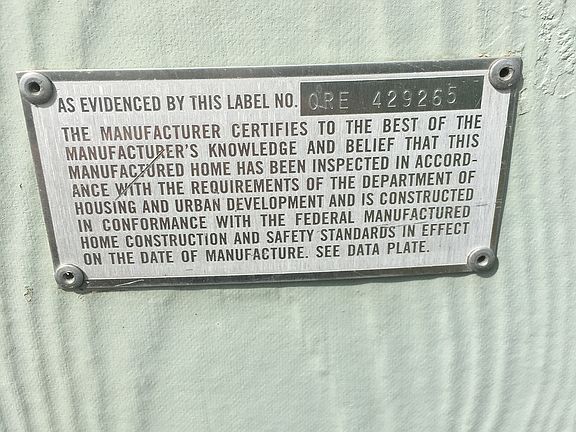 AS EVIDENCED BY THIS LABEL NO. ORE 429265
THE MANUFACTURER CERTIFIES TO THE BEST OF THE
MANUFACTURER'S KNOWLEDGE AND BELIEF THAT THIS
MANUFACTURED HOME HAS BEEN INSPECTED IN ACCORD-
ANCE WITH THE REQUIREMENTS OF THE DEPARTMENT OF
HOUSING AND URBAN DEVELOPMENT AND IS CONSTRUCTED
IN CONFORMANCE WITH THE FEDERAL MANUFACTURED
HOME CONSTRUCTION AND SAFETY STANDARDS IN EFFECT
ON THE DATE OF MANUFACTURE. SEE DATA PLATE.